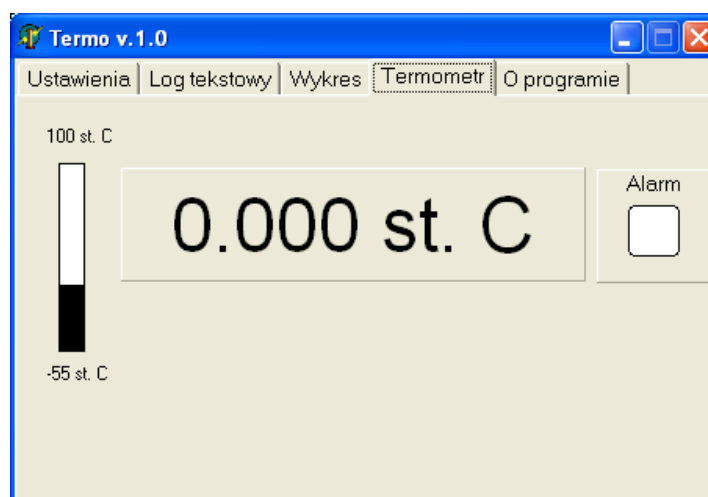 Termo v.1.0
Ustawienia Log tekstowy Wykres Termometr O programie
100 st. C
0.000 st. C
Alarm
-55 st. C